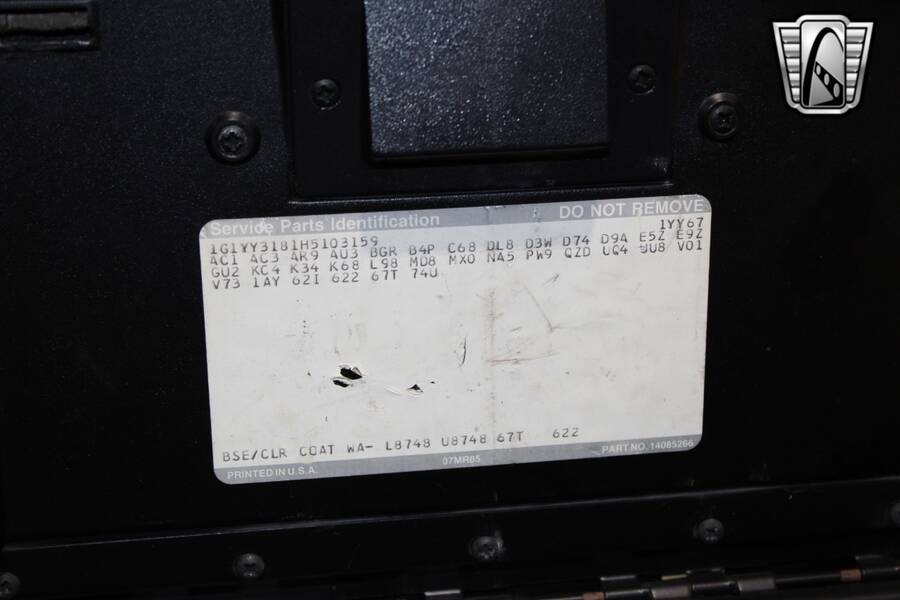 Service Parts Identification DO NOT REMOVE
1G1YY3181H5103159 1YY67
AC1 AC3 AR9 AU3 BGR B4P C68 DL8 D3W D74 D9A E5Z E9Z
GU2 KC4 K34 K68 L98 MD8 MX0 NA5 PW9 QZD UQ4 UU8 V01
V73 1AY 62I 622 67T 74U
BSE/CLR COAT WA- L8748 U8748 67T 622
PRINTED IN U.S.A. 07MR85 PART NO. 14085266